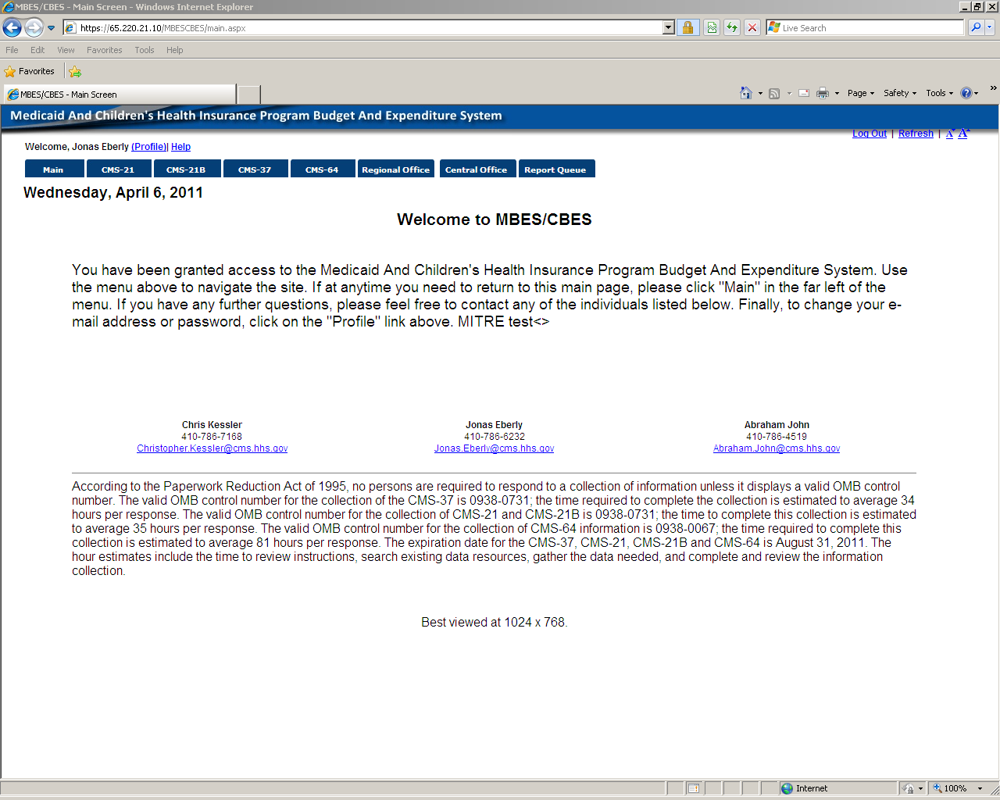 MBES/CBES - Main Screen - Windows Internet Explorer
https://65.220.21.10/MBESCBES/main.aspx
Live Search
File Edit View Favorites Tools Help
Favorites
MBES/CBES - Main Screen
Page Safety Tools
Medicaid And Children's Health Insurance Program Budget And Expenditure System
Log Out | Refresh | A A
Welcome, Jonas Eberly (Profile)| Help
Main CMS-21 CMS-21B CMS-37 CMS-64 Regional Office Central Office Report Queue
Wednesday, April 6, 2011
Welcome to MBES/CBES
You have been granted access to the Medicaid And Children's Health Insurance Program Budget And Expenditure System. Use
the menu above to navigate the site. If at anytime you need to return to this main page, please click "Main" in the far left of the
menu. If you have any further questions, please feel free to contact any of the individuals listed below. Finally, to change your e-
mail address or password, click on the "Profile" link above. MITRE test<>
Chris Kessler
410-786-7168
Christopher.Kessler@cms.hhs.gov
Jonas Eberly
410-786-6232
Jonas.Eberly@cms.hhs.gov
Abraham John
410-786-4519
Abraham.John@cms.hhs.gov
According to the Paperwork Reduction Act of 1995, no persons are required to respond to a collection of information unless it displays a valid OMB control
number. The valid OMB control number for the collection of the CMS-37 is 0938-0731; the time required to complete the collection is estimated to average 34
hours per response. The valid OMB control number for the collection of CMS-21 and CMS-21B is 0938-0731; the time to complete this collection is estimated
to average 35 hours per response. The valid OMB control number for the collection of CMS-64 information is 0938-0067; the time required to complete this
collection is estimated to average 81 hours per response. The expiration date for the CMS-37, CMS-21, CMS-21B and CMS-64 is August 31, 2011. The
hour estimates include the time to review instructions, search existing data resources, gather the data needed, and complete and review the information
collection.
Best viewed at 1024 x 768.
Internet
100%